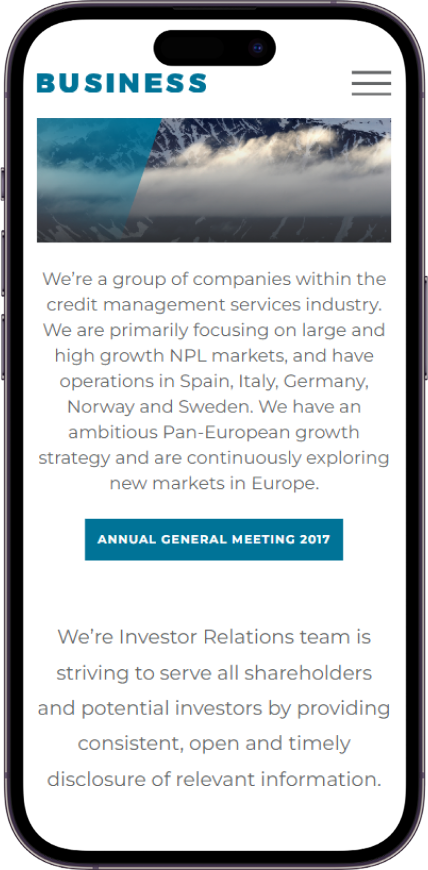 BUSINESS
We’re a group of companies within the
credit management services industry.
We are primarily focusing on large and
high growth NPL markets, and have
operations in Spain, Italy, Germany,
Norway and Sweden. We have an
ambitious Pan-European growth
strategy and are continuously exploring
new markets in Europe.
ANNUAL GENERAL MEETING 2017
We’re Investor Relations team is
striving to serve all shareholders
and potential investors by providing
consistent, open and timely
disclosure of relevant information.